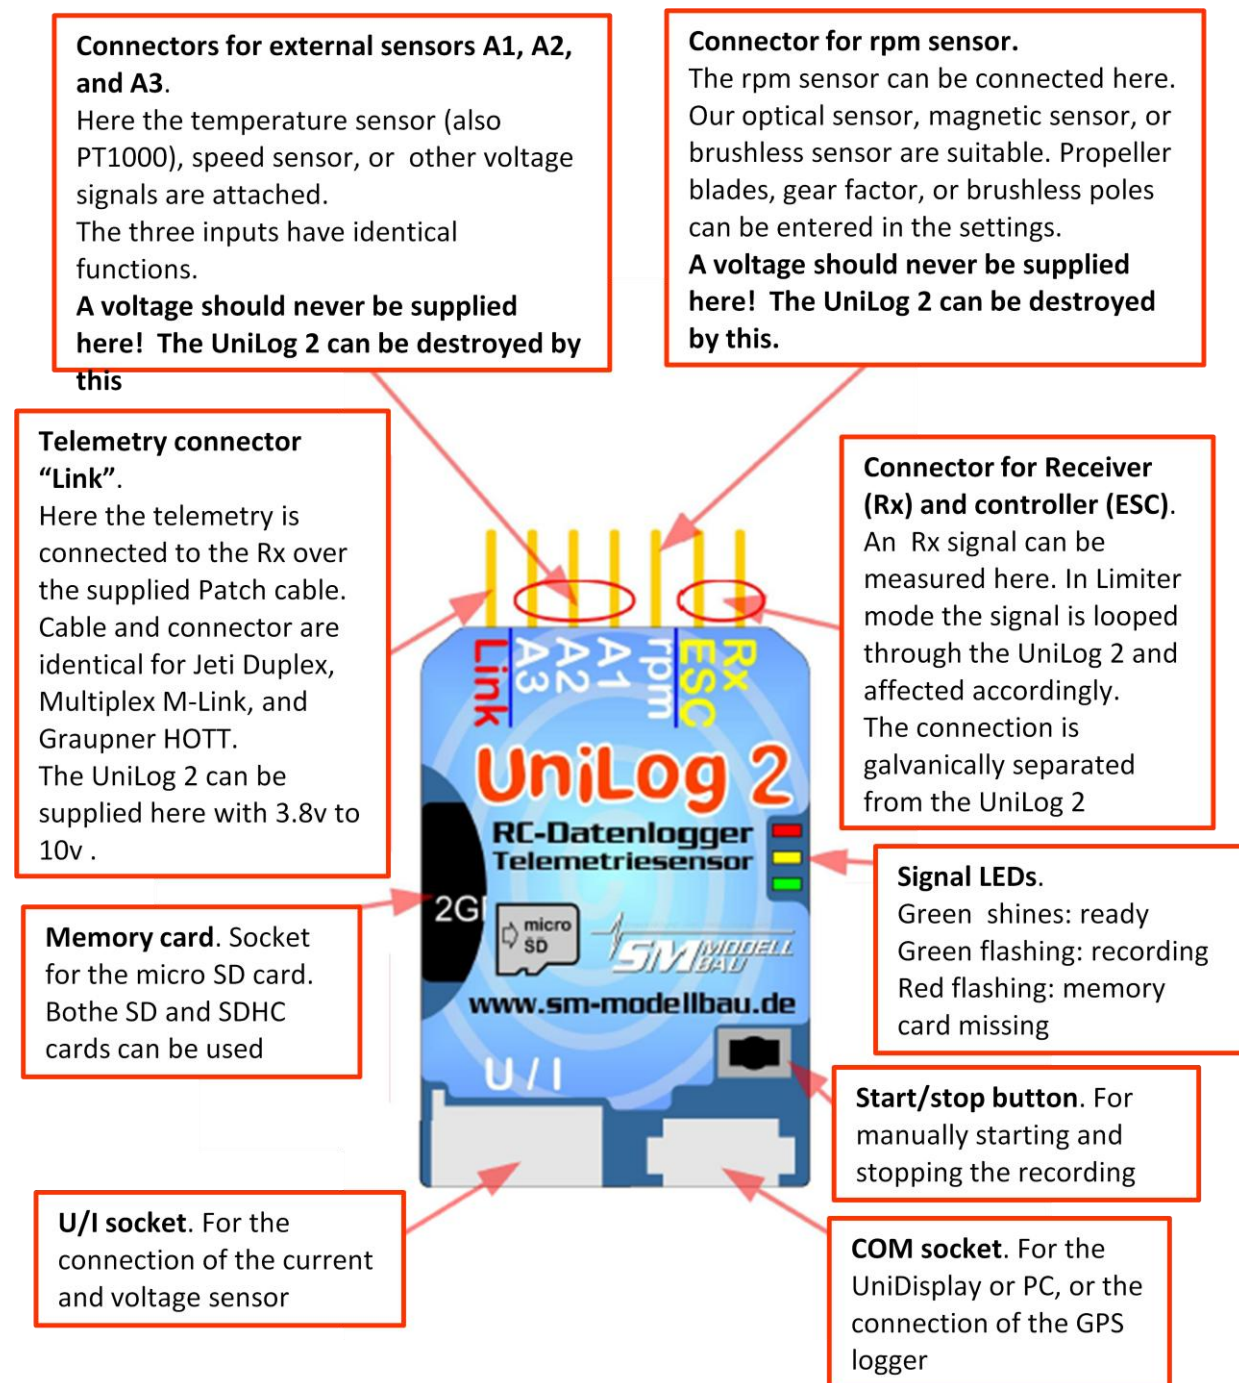 Connectors for external sensors A1, A2,
and A3.
Here the temperature sensor (also
PT1000), speed sensor, or other voltage
signals are attached.
The three inputs have identical
functions.
A voltage should never be supplied
here! The UniLog 2 can be destroyed by
this
Connector for rpm sensor.
The rpm sensor can be connected here.
Our optical sensor, magnetic sensor, or
brushless sensor are suitable. Propeller
blades, gear factor, or brushless poles
can be entered in the settings.
A voltage should never be supplied
here! The UniLog 2 can be destroyed
by this.
Telemetry connector
“Link”.
Here the telemetry is
connected to the Rx over
the supplied Patch cable.
Cable and connector are
identical for Jeti Duplex,
Multiplex M-Link, and
Graupner HOTT.
The UniLog 2 can be
supplied here with 3.8v to
10v .
Connector for Receiver
(Rx) and controller (ESC).
An Rx signal can be
measured here. In Limiter
mode the signal is looped
through the UniLog 2 and
affected accordingly.
The connection is
galvanically separated
from the UniLog 2
Link
A3
A2
A1
rpm
ESC
Rx
UniLog 2
RC-Datenlogger
Telemetriesensor
2G
micro
SD
SM MODELL
BAU
www.sm-modellbau.de
U / I
Signal LEDs.
Green shines: ready
Green flashing: recording
Red flashing: memory
card missing
Memory card. Socket
for the micro SD card.
Bothe SD and SDHC
cards can be used
Start/stop button. For
manually starting and
stopping the recording
U/I socket. For the
connection of the current
and voltage sensor
COM socket. For the
UniDisplay or PC, or the
connection of the GPS
logger